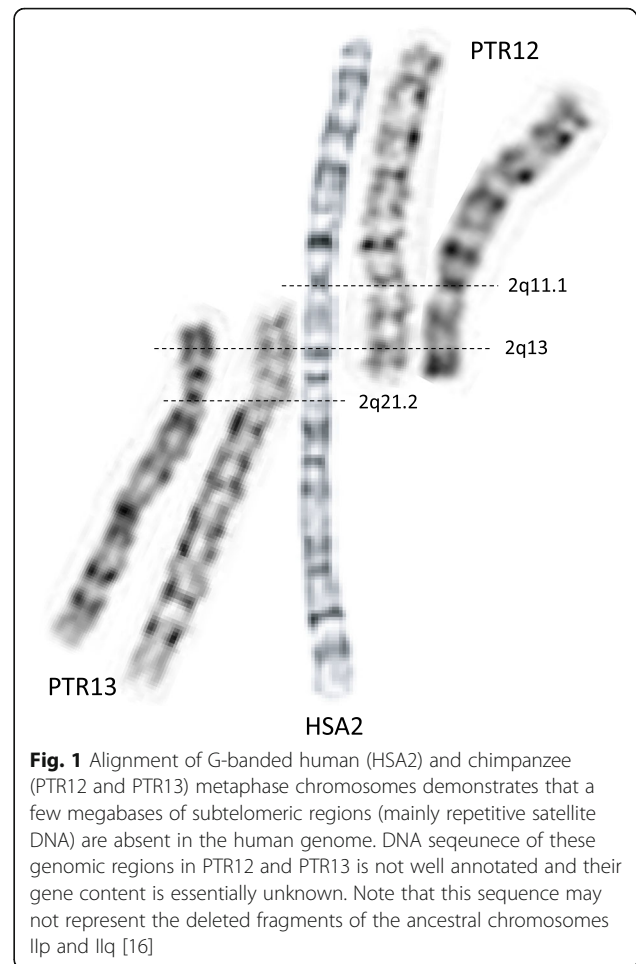 PTR12
2q11.1
2q13
2q21.2
PTR13
HSA2
Fig. 1 Alignment of G-banded human (HSA2) and chimpanzee
(PTR12 and PTR13) metaphase chromosomes demonstrates that a
few megabases of subtelomeric regions (mainly repetitive satellite
DNA) are absent in the human genome. DNA seqeunece of these
genomic regions in PTR12 and PTR13 is not well annotated and their
gene content is essentially unknown. Note that this sequence may
not represent the deleted fragments of the ancestral chromosomes
IIp and IIq [16]